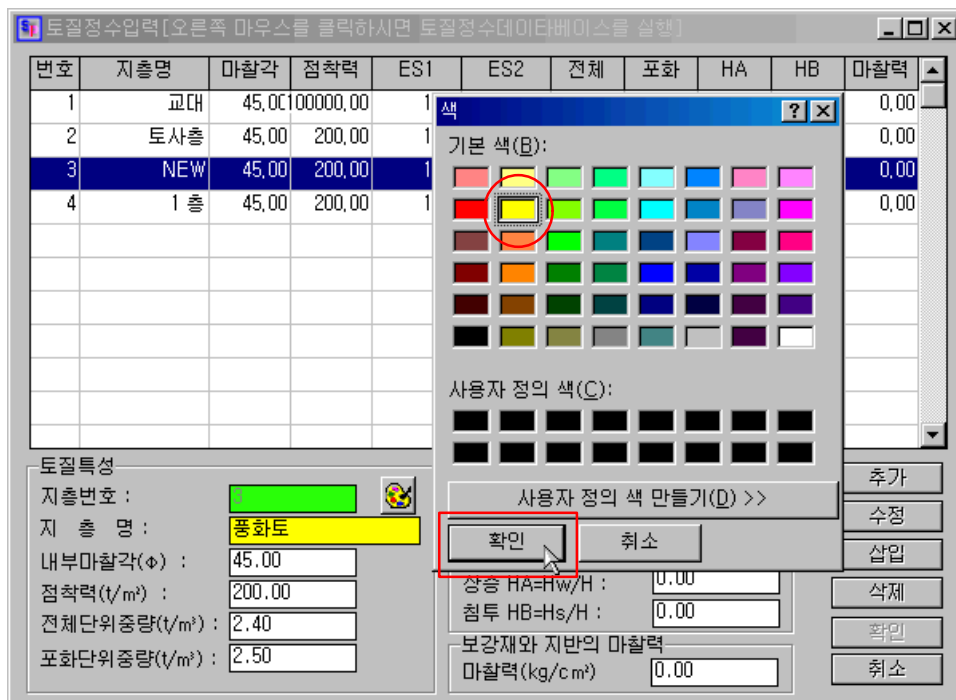 토질정수입력[오른쪽 마우스를 클릭하시면 토질정수데이타베이스를 실행]
번호 지층명 마찰각 점착력 ES1 ES2 전체 포화 HA HB 마찰력
1 교대 45.00 100000.00 1 0.00
2 토사층 45.00 200.00 1 0.00
3 NEW 45.00 200.00 1 0.00
4 1 층 45.00 200.00 1 0.00
색
기본 색(B):
사용자 정의 색(C):
사용자 정의 색 만들기(D) >>
확인 취소
토질특성
지층번호 : 3
지 층 명 : 풍화토
내부마찰각(Φ) : 45.00
점착력(t/m²) : 200.00
전체단위중량(t/m³) : 2.40
포화단위중량(t/m³) : 2.50
상승 HA=Hw/H : 0.00
침투 HB=Hs/H : 0.00
보강재와 지반의 마찰력
마찰력(kg/cm²) 0.00
추가
수정
삽입
삭제
확인
취소